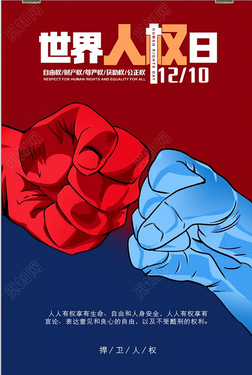 世界人权日
自由权/财产权/尊严权/获助权/公正权
RESPECT FOR HUMAN RIGHTS AND EQUALITY FOR ALL
12/10
人人有权享有生命、自由和人身安全，人人有权享有
言论、表达意见和良心的自由，以及不受酷刑的权利。
捍/卫/人/权